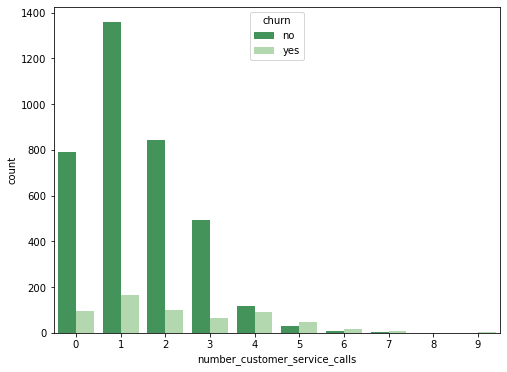 churn
no
yes
1400
1200
1000
800
600
400
200
0
count
0 1 2 3 4 5 6 7 8 9
number_customer_service_calls